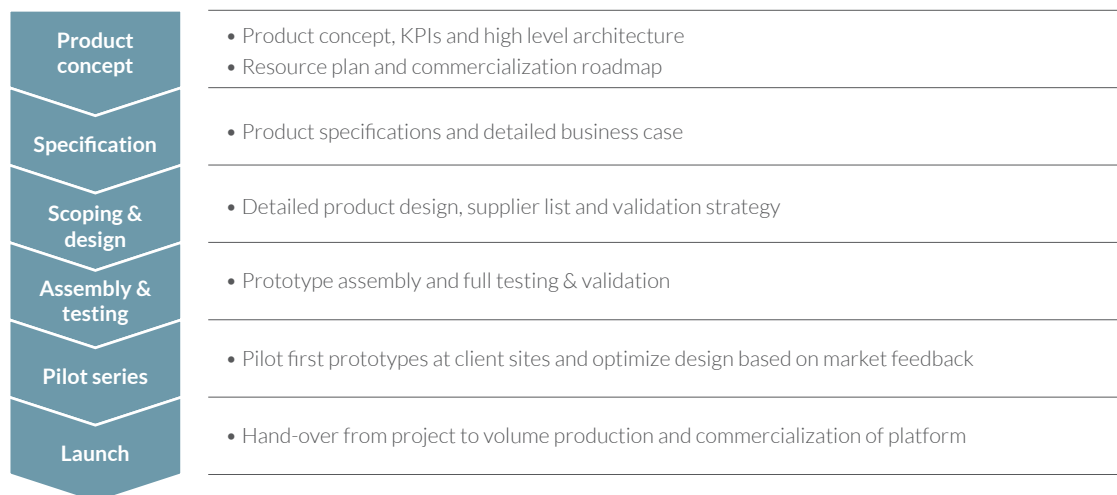 Product
concept
• Product concept, KPIs and high level architecture
• Resource plan and commercialization roadmap
Specification
• Product specifications and detailed business case
Scoping &
design
• Detailed product design, supplier list and validation strategy
Assembly &
testing
• Prototype assembly and full testing & validation
Pilot series
• Pilot first prototypes at client sites and optimize design based on market feedback
Launch
• Hand-over from project to volume production and commercialization of platform